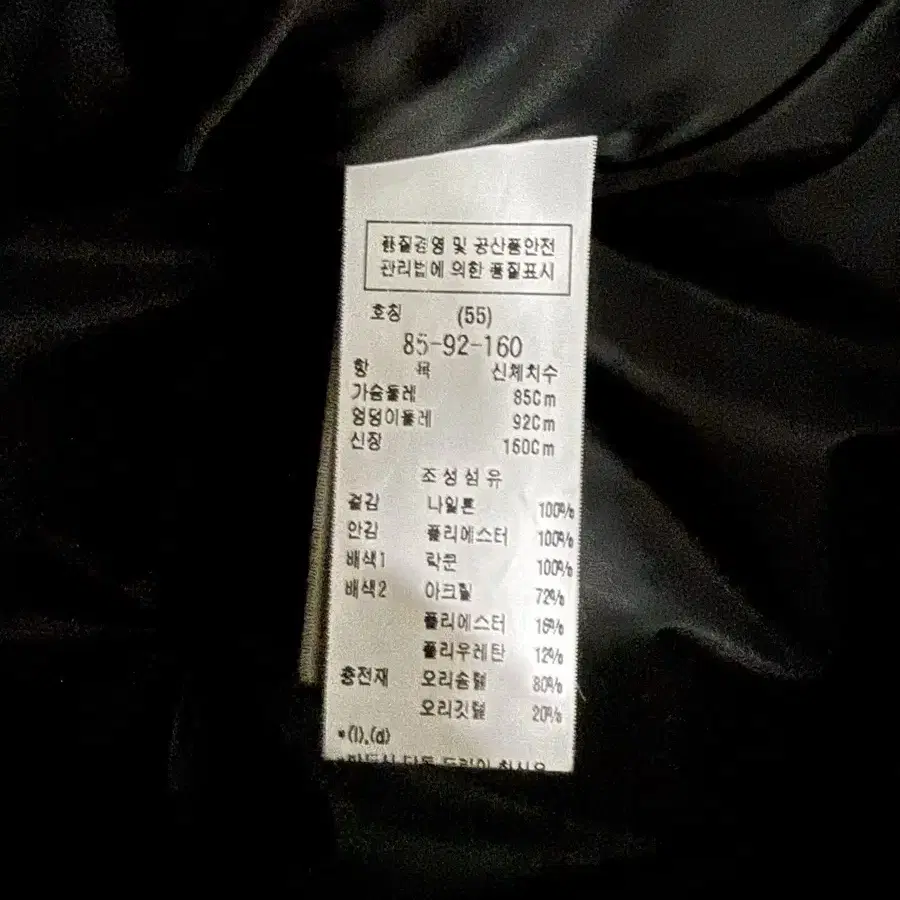 품질경영 및 공산품안전
관리법에 의한 품질표시
호칭 (55)
85-92-160
항 목 신체치수
가슴둘레 85Cm
엉덩이둘레 92Cm
신장 160Cm
조성섬유
겉감 나일론 100%
안감 폴리에스터 100%
배색1 락쿤 100%
배색2 아크릴 72%
폴리에스터 16%
폴리우레탄 12%
충전재 오리솜털 80%
오리깃털 20%
*(1),(a)